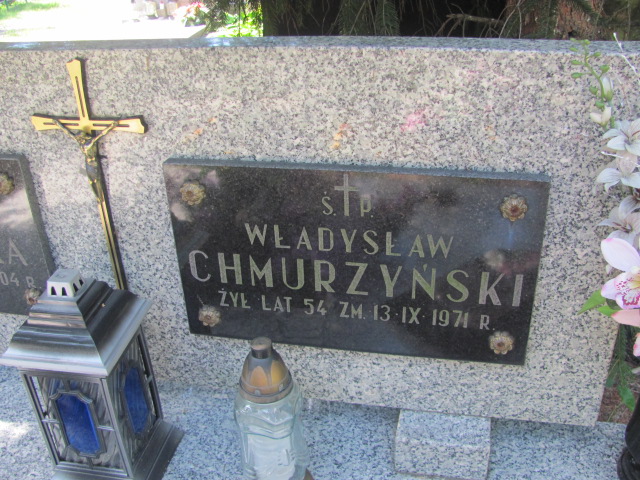 Ś. P.
WŁADYSŁAW
CHMURZYŃSKI
ŻYŁ LAT 54 ZM. 13·IX·1971 R.